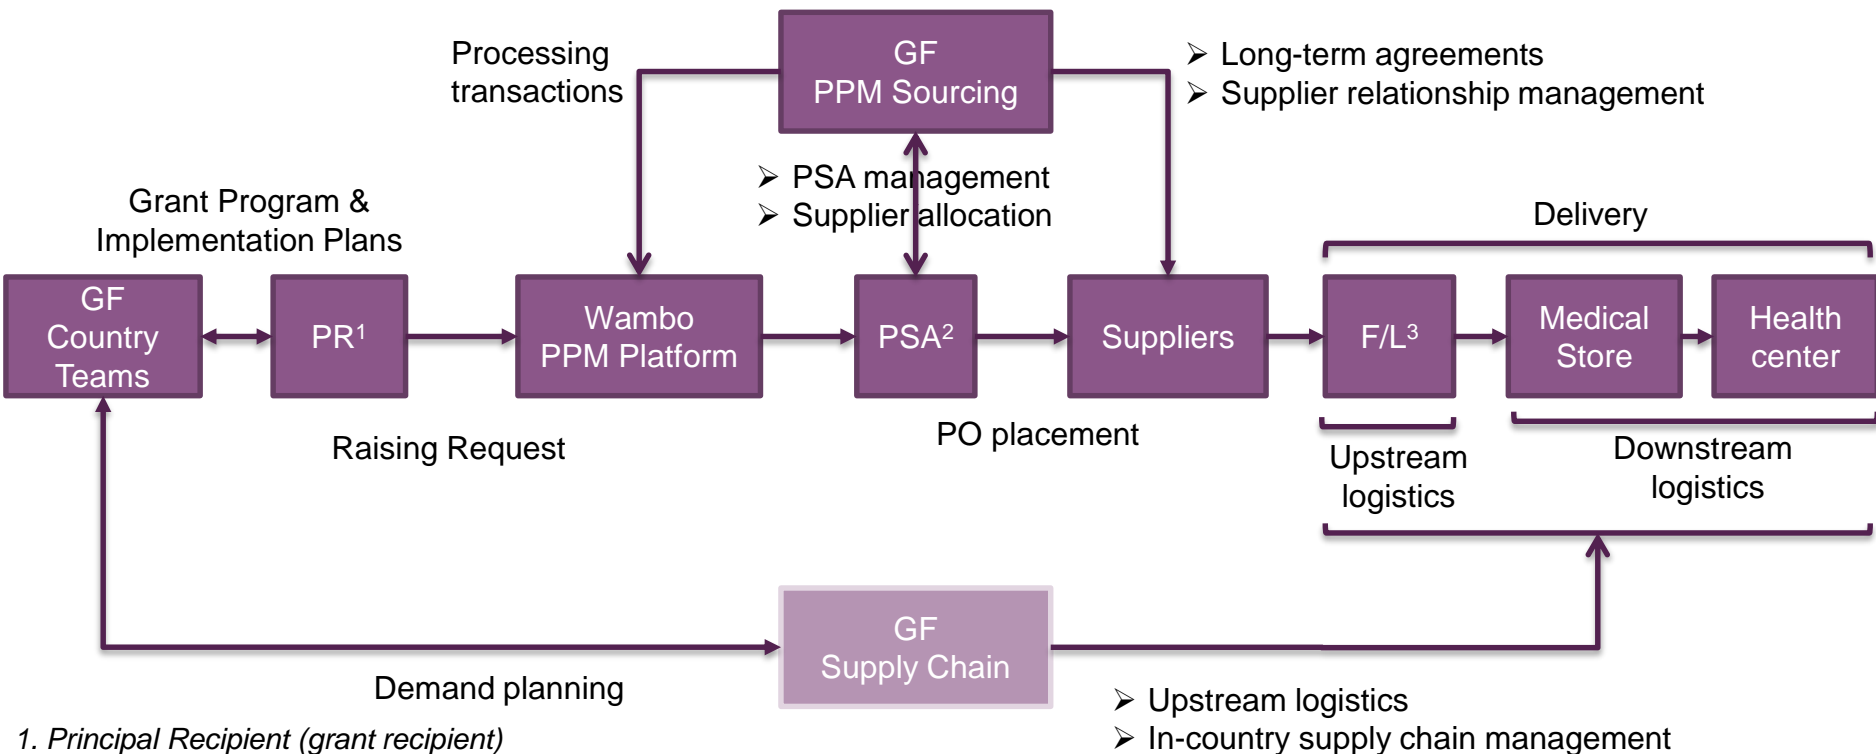 Processing
transactions
GF
PPM Sourcing
➢ Long-term agreements
➢ Supplier relationship management
➢ PSA management
➢ Supplier allocation
Grant Program &
Implementation Plans
Delivery
GF
Country
Teams
PR¹
Wambo
PPM Platform
PSA²
Suppliers
F/L³
Medical
Store
Health
center
Raising Request
PO placement
Upstream
logistics
Downstream
logistics
GF
Supply Chain
Demand planning
➢ Upstream logistics
➢ In-country supply chain management
1. Principal Recipient (grant recipient)